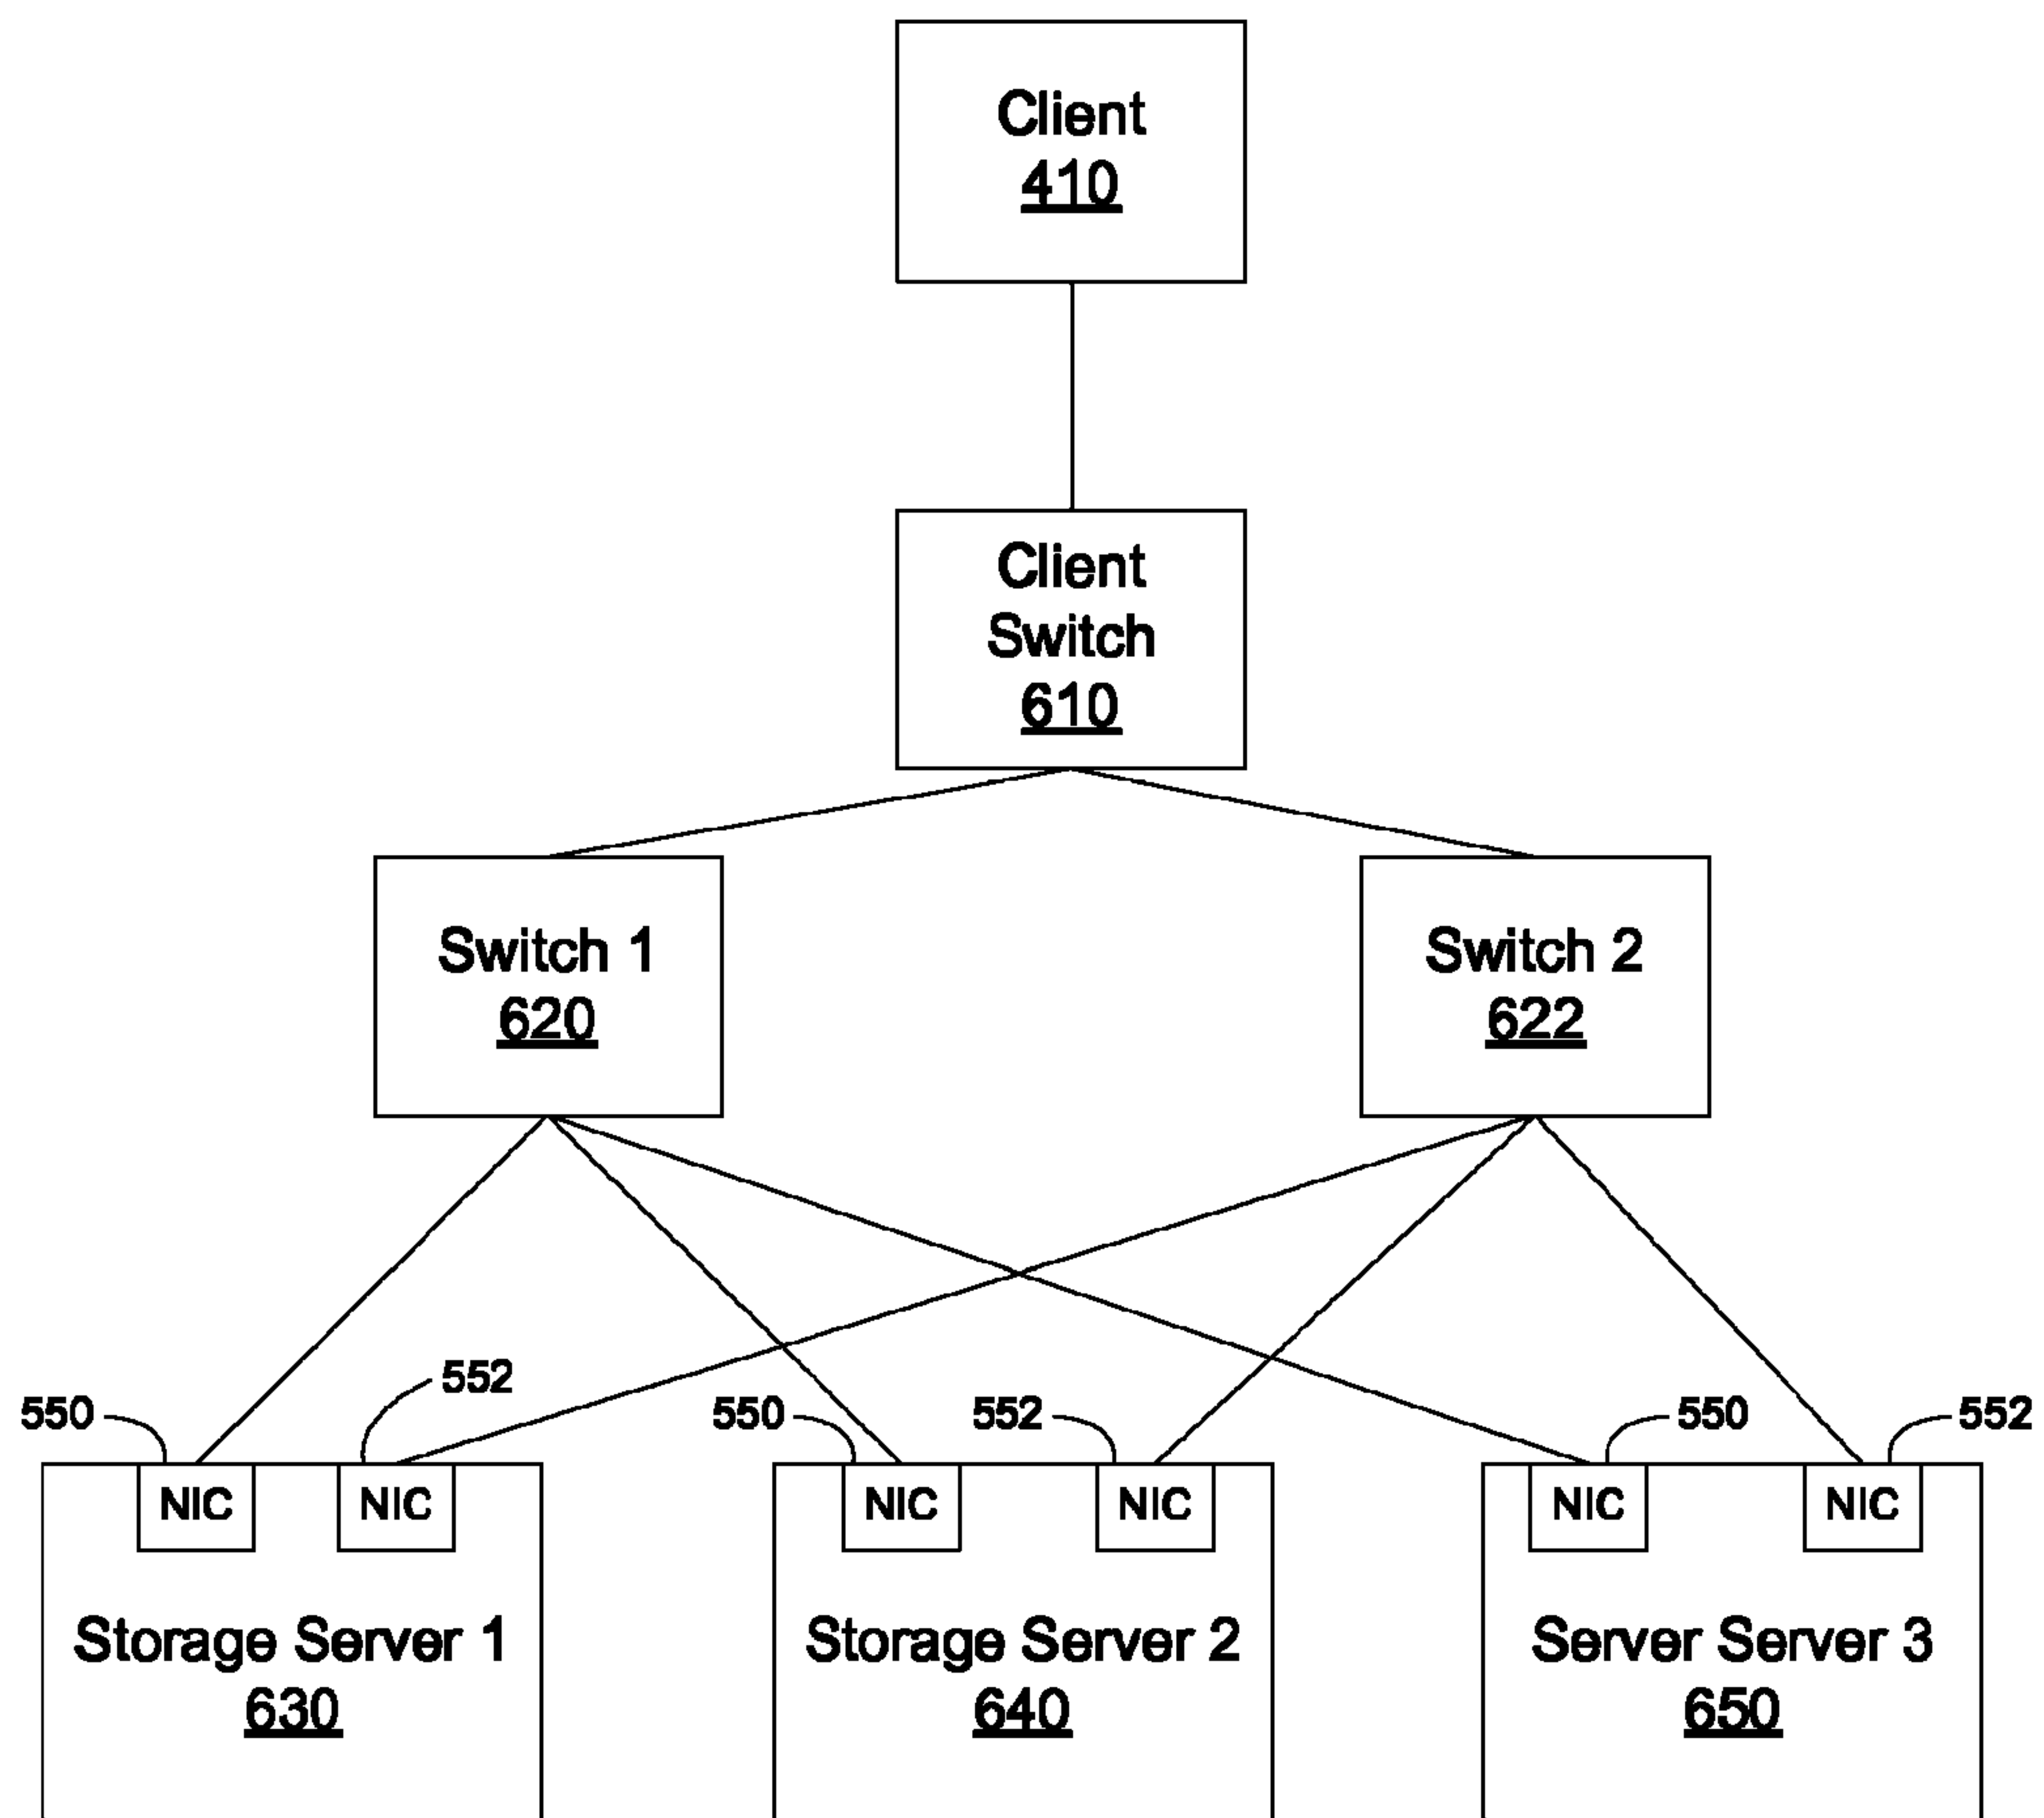 Client
410
Client
Switch
610
Switch 1
620
Switch 2
622
550
552
550
552
550
552
NIC
NIC
NIC
NIC
NIC
NIC
Storage Server 1
630
Storage Server 2
640
Server Server 3
650